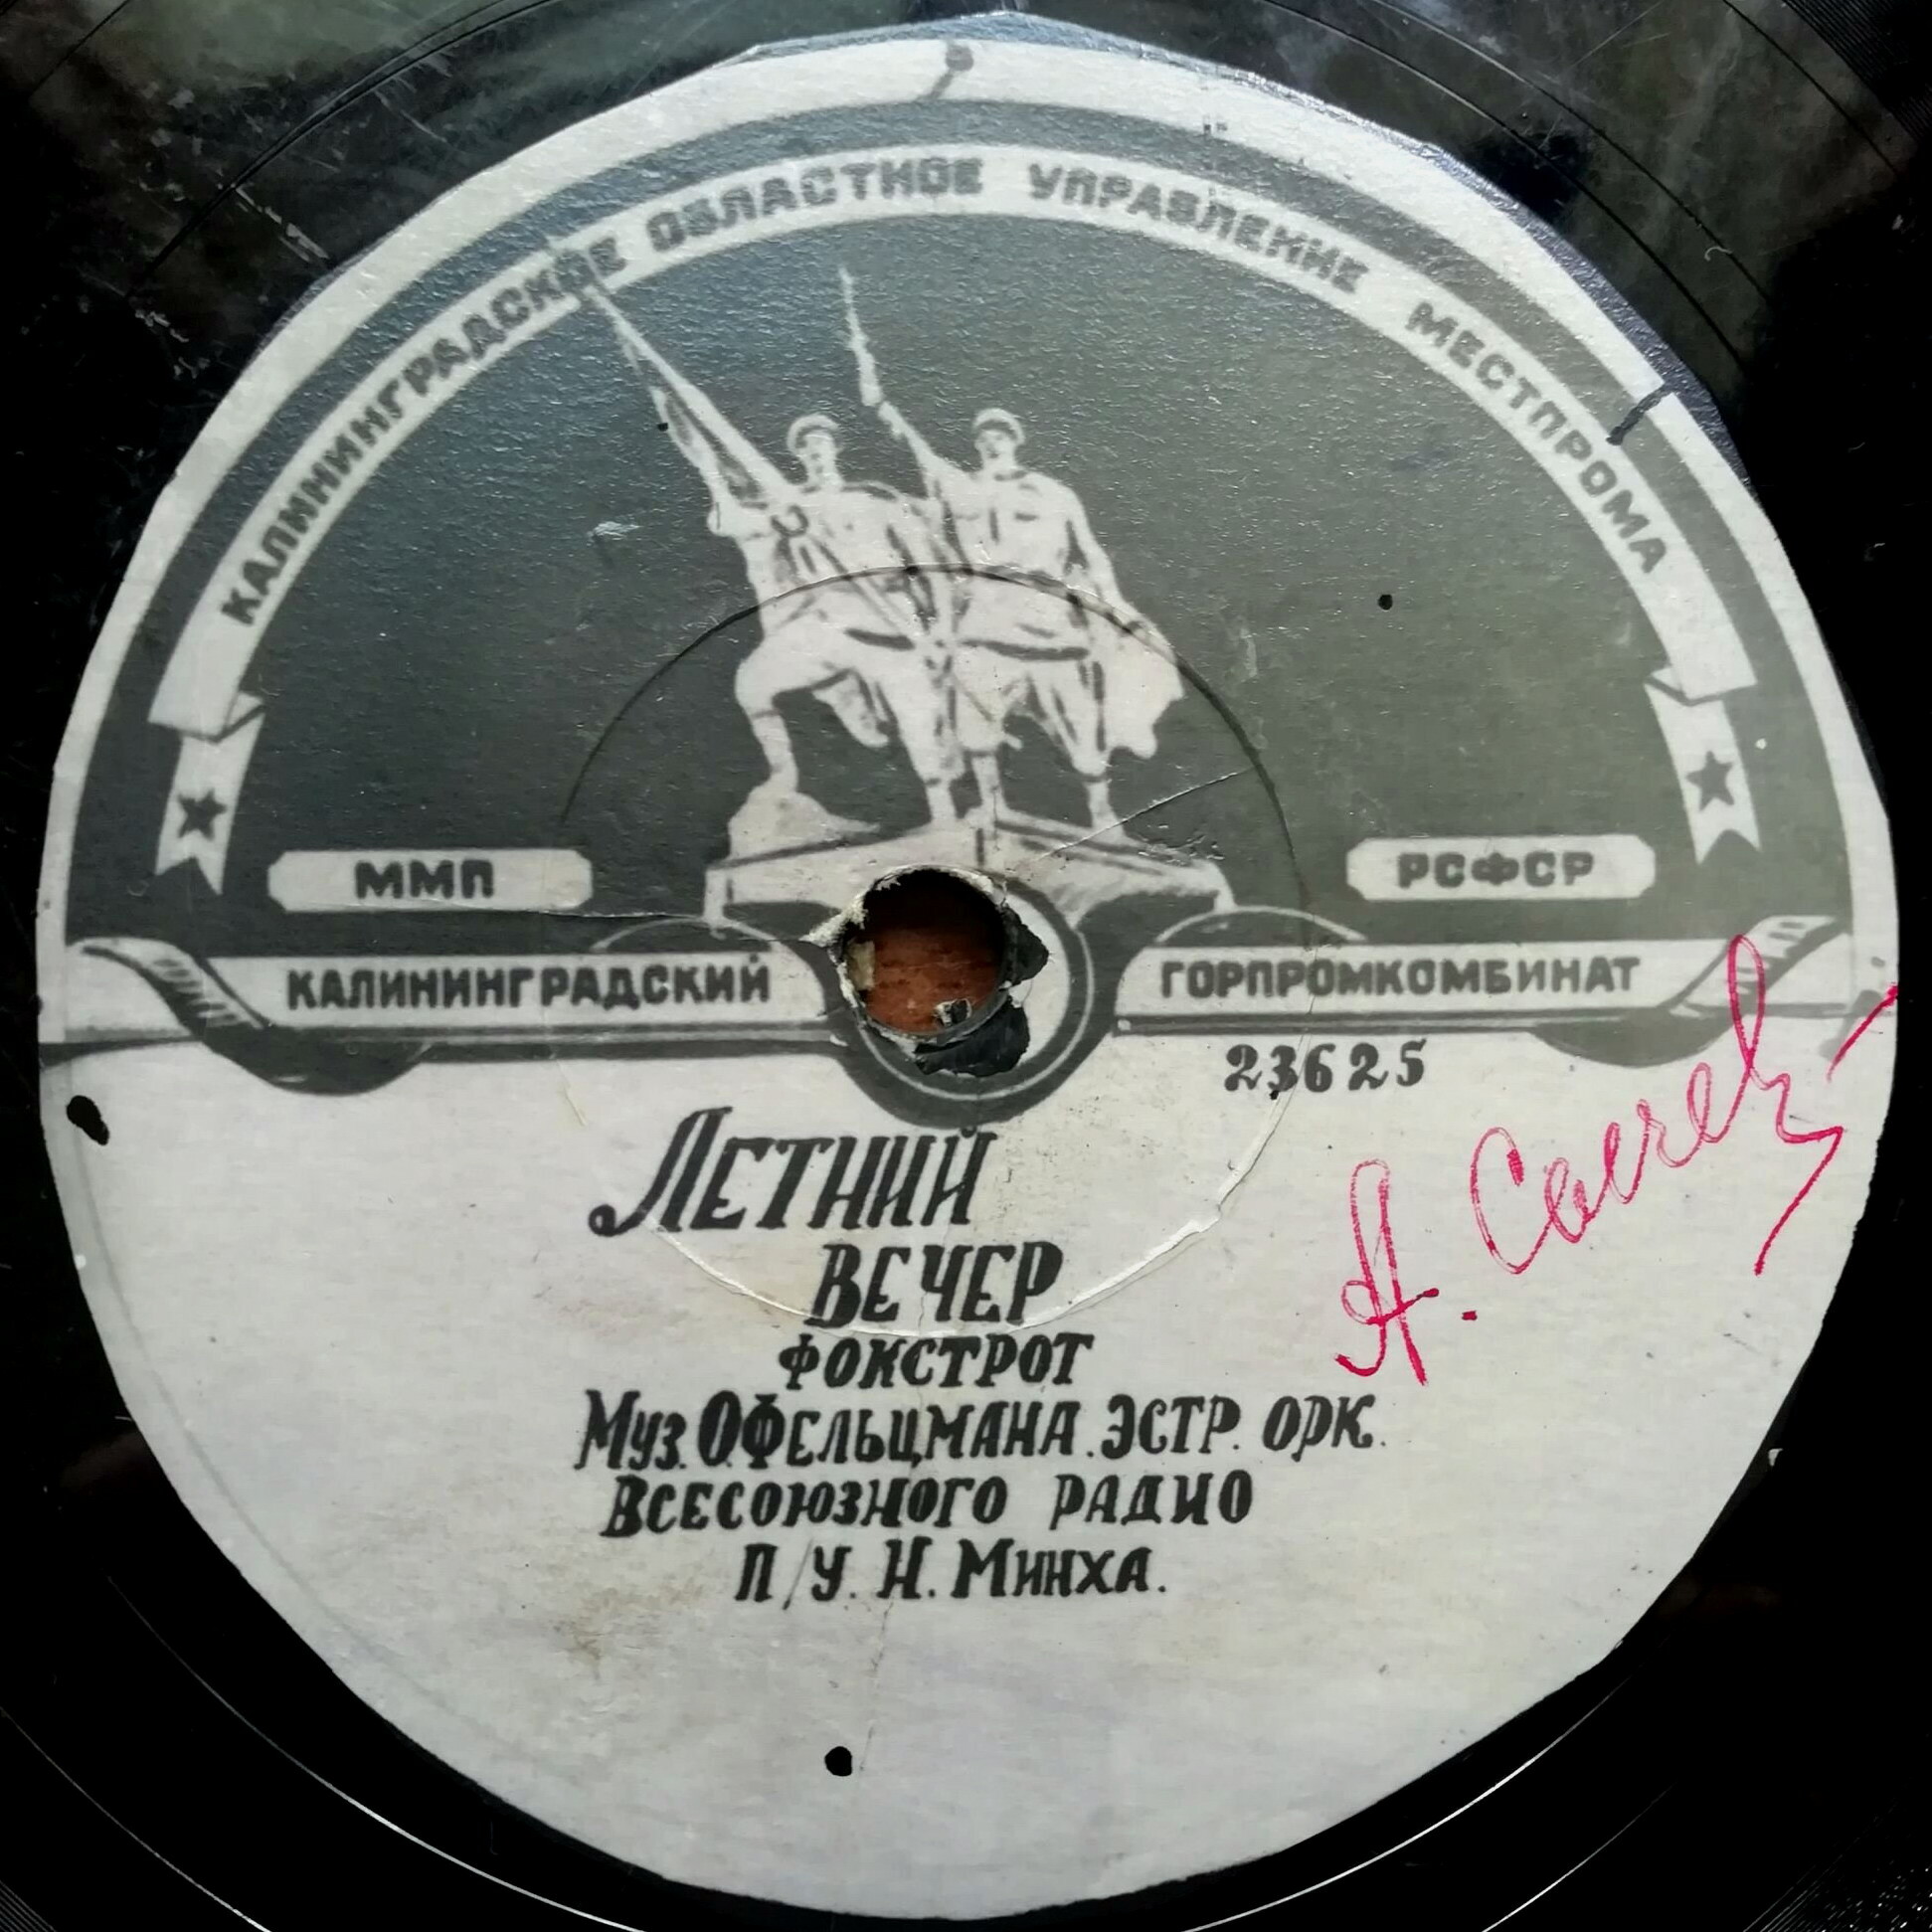 КАЛИНИНГРАДСКОЕ ОБЛАСТНОЕ УПРАВЛЕНИЕ МЕСТПРОМА
ММП
РСФСР
КАЛИНИНГРАДСКИЙ ГОРПРОМКОМБИНАТ
23625
ЛЕТНИЙ
ВЕЧЕР
ФОКСТРОТ
МУЗ. О.ФЕЛЬЦМАНА. ЭСТР. ОРК.
ВСЕСОЮЗНОГО РАДИО
П/У. Н. МИНХА.
А.